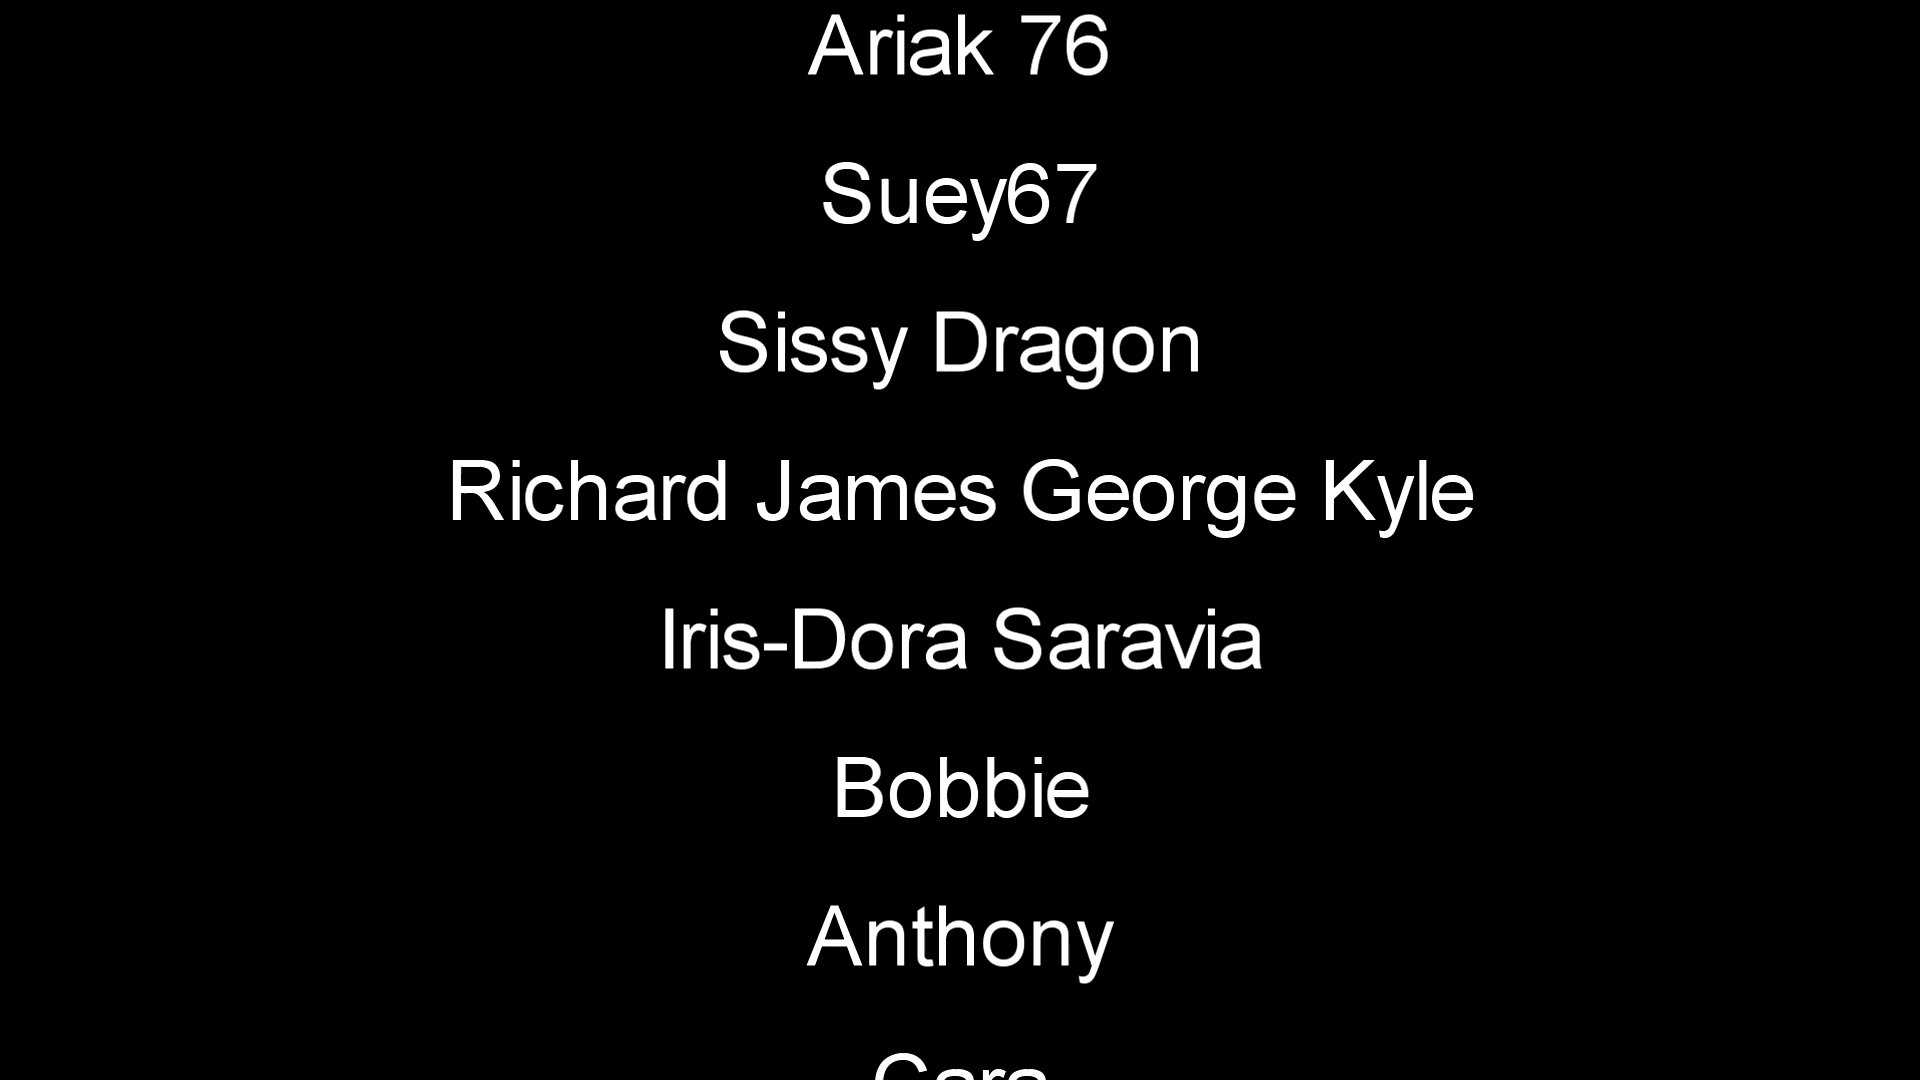 Ariak 76
Suey67
Sissy Dragon
Richard James George Kyle
Iris-Dora Saravia
Bobbie
Anthony